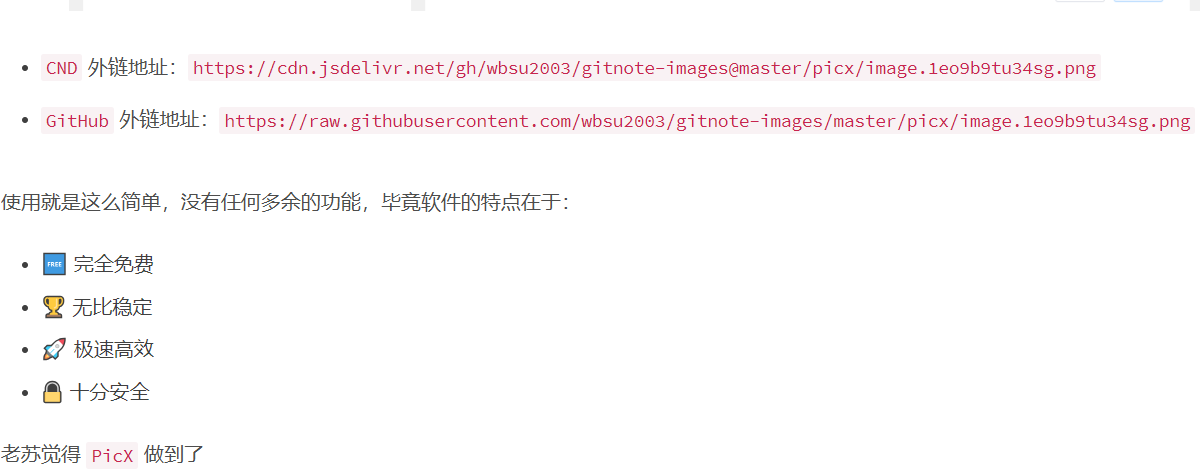 CND 外链地址：https://cdn.jsdelivr.net/gh/wbsu2003/gitnote-images@master/picx/image.1eo9b9tu34sg.png
GitHub 外链地址：https://raw.githubusercontent.com/wbsu2003/gitnote-images/master/picx/image.1eo9b9tu34sg.png
使用就是这么简单，没有任何多余的功能，毕竟软件的特点在于：
🆓 完全免费
🏆 无比稳定
🚀 极速高效
🔒 十分安全
老苏觉得 PicX 做到了